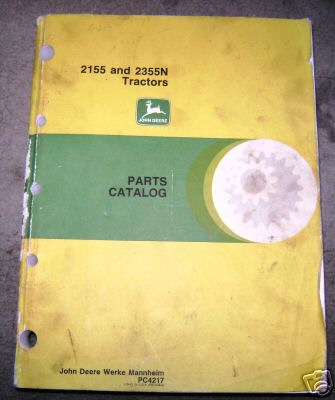 2155 and 2355N
Tractors
JOHN DEERE
PARTS
CATALOG
John Deere Werke Mannheim
PC4217